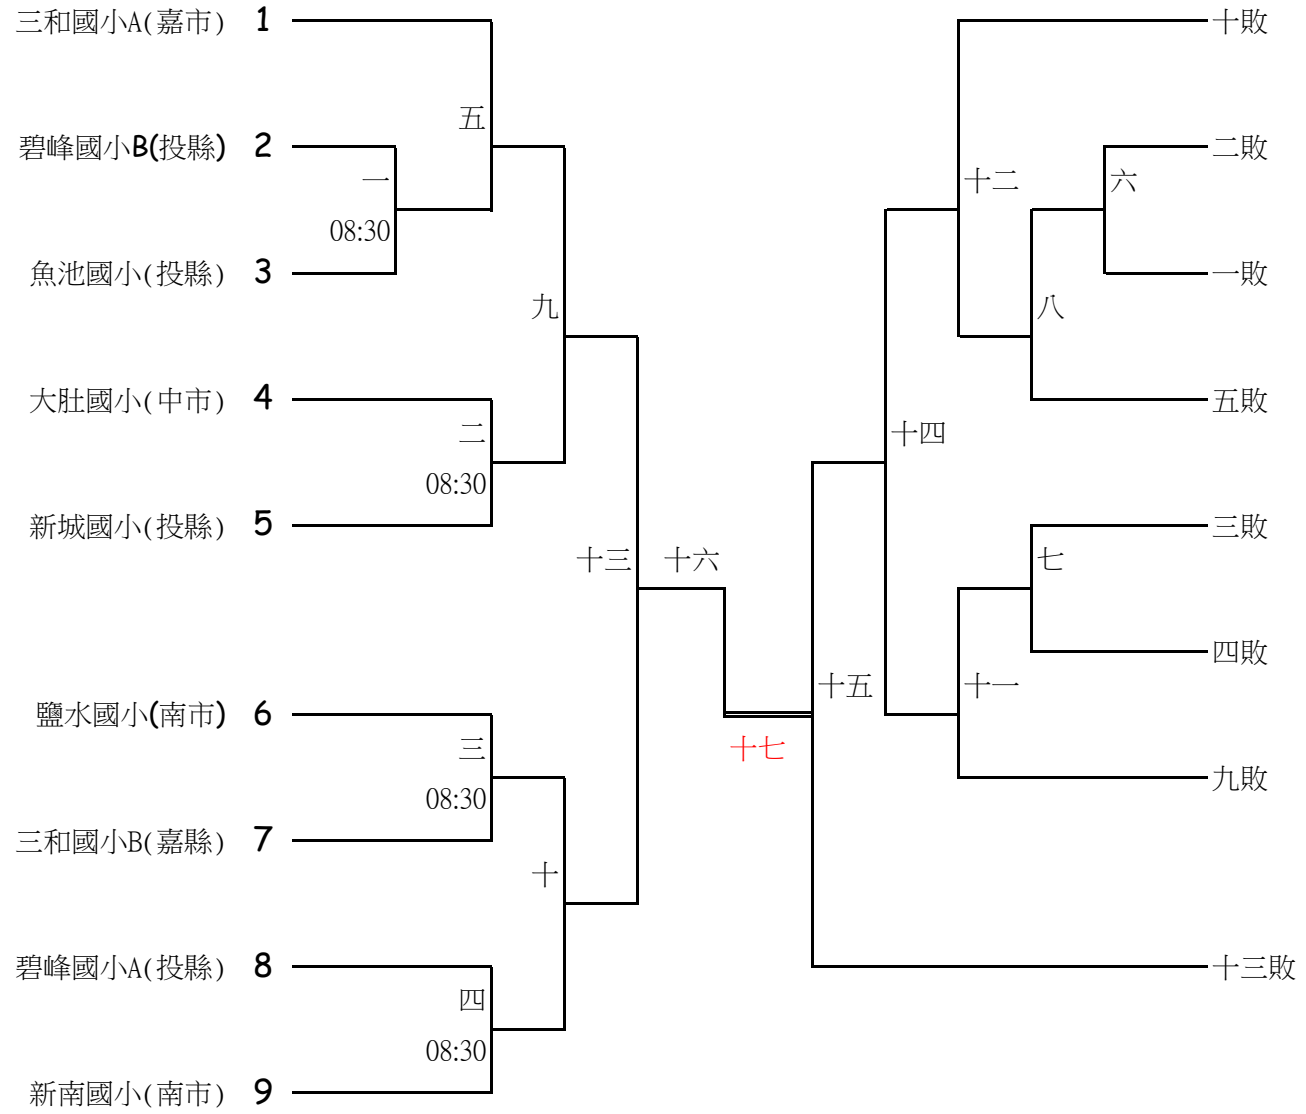 三和國小A(嘉市) 1
十敗
五
碧峰國小B(投縣) 2
二敗
一
十二
六
08:30
魚池國小(投縣) 3
一敗
九
八
大肚國小(中市) 4
五敗
二
十四
08:30
新城國小(投縣) 5
三敗
十三
十六
七
四敗
十五
十一
鹽水國小(南市) 6
三
十七
08:30
九敗
三和國小B(嘉縣) 7
十
碧峰國小A(投縣) 8
十三敗
四
08:30
新南國小(南市) 9